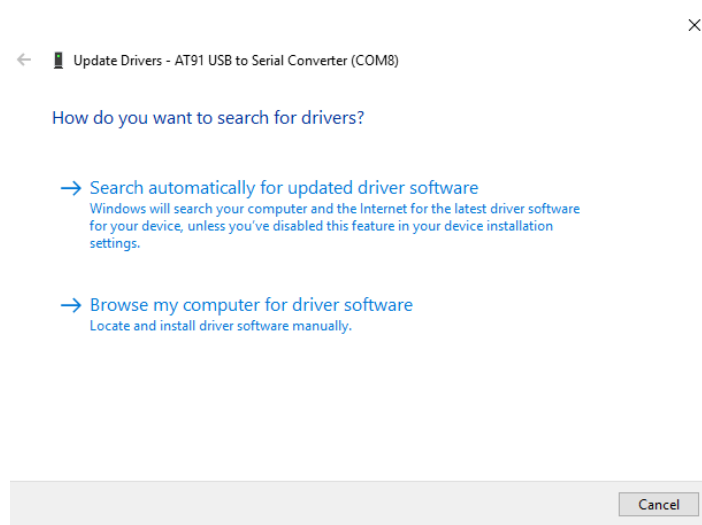 Update Drivers - AT91 USB to Serial Converter (COM8)
How do you want to search for drivers?
Search automatically for updated driver software
Windows will search your computer and the Internet for the latest driver software
for your device, unless you've disabled this feature in your device installation
settings.
Browse my computer for driver software
Locate and install driver software manually.
Cancel